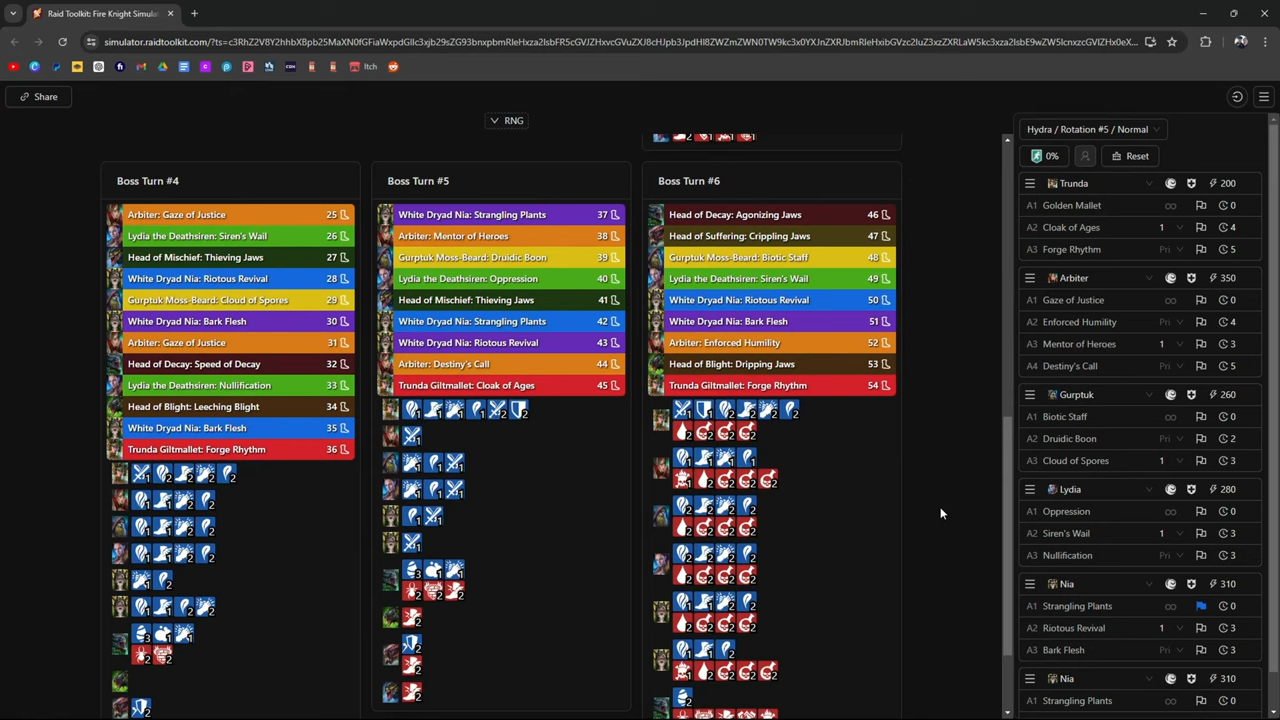 Raid Toolkit: Fire Knight Simulat
Itch
Share
RNG
Boss Turn #4
Arbiter: Gaze of Justice 25
Lydia the Deathsiren: Siren's Wail 26
Head of Mischief: Thieving Jaws 27
White Dryad Nia: Riotous Revival 28
Gurptuk Moss-Beard: Cloud of Spores 29
White Dryad Nia: Bark Flesh 30
Arbiter: Gaze of Justice 31
Head of Decay: Speed of Decay 32
Lydia the Deathsiren: Nullification 33
Head of Blight: Leeching Blight 34
White Dryad Nia: Bark Flesh 35
Trunda Giltmallet: Forge Rhythm 36
Boss Turn #5
White Dryad Nia: Strangling Plants 37
Arbiter: Mentor of Heroes 38
Gurptuk Moss-Beard: Druidic Boon 39
Lydia the Deathsiren: Oppression 40
Head of Mischief: Thieving Jaws 41
White Dryad Nia: Strangling Plants 42
White Dryad Nia: Riotous Revival 43
Arbiter: Destiny's Call 44
Trunda Giltmallet: Cloak of Ages 45
Boss Turn #6
Head of Decay: Agonizing Jaws 46
Head of Suffering: Crippling Jaws 47
Gurptuk Moss-Beard: Biotic Staff 48
Lydia the Deathsiren: Siren's Wail 49
White Dryad Nia: Riotous Revival 50
White Dryad Nia: Bark Flesh 51
Arbiter: Enforced Humility 52
Head of Blight: Dripping Jaws 53
Trunda Giltmallet: Forge Rhythm 54
Hydra / Rotation #5 / Normal
0% Reset
Trunda 200
A1 Golden Mallet ∞ 0
A2 Cloak of Ages 1 4
A3 Forge Rhythm 5
Arbiter 350
A1 Gaze of Justice ∞ 0
A2 Enforced Humility Pri 4
A3 Mentor of Heroes Pri 3
A4 Destiny's Call Pri 5
Gurptuk 260
A1 Biotic Staff ∞ 0
A2 Druidic Boon Pri 2
A3 Cloud of Spores 1 3
Lydia 280
A1 Oppression ∞ 0
A2 Siren's Wail 1 3
A3 Nullification 3
Nia 310
A1 Strangling Plants ∞ 0
A2 Riotous Revival 1 3
A3 Bark Flesh Pri 3
Nia 310
A1 Strangling Plants ∞ 0